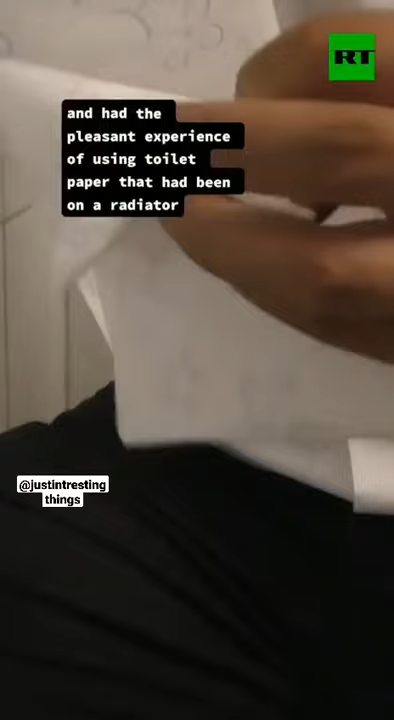 RT
and had the
pleasant experience
of using toilet
paper that had been
on a radiator
@justintresting
things